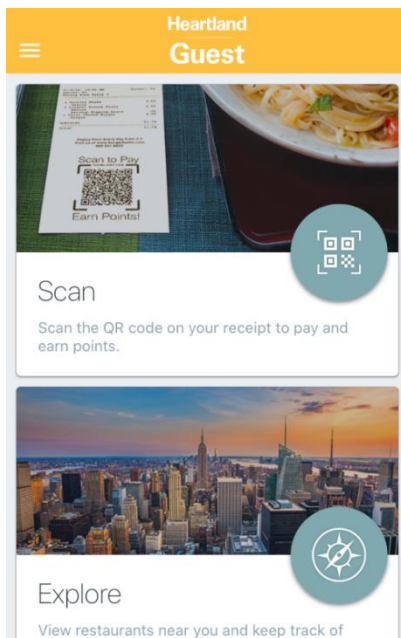 Heartland
Guest
Scan to Pay
Earn Points!
Scan
Scan the QR code on your receipt to pay and
earn points.
Explore
View restaurants near you and keep track of